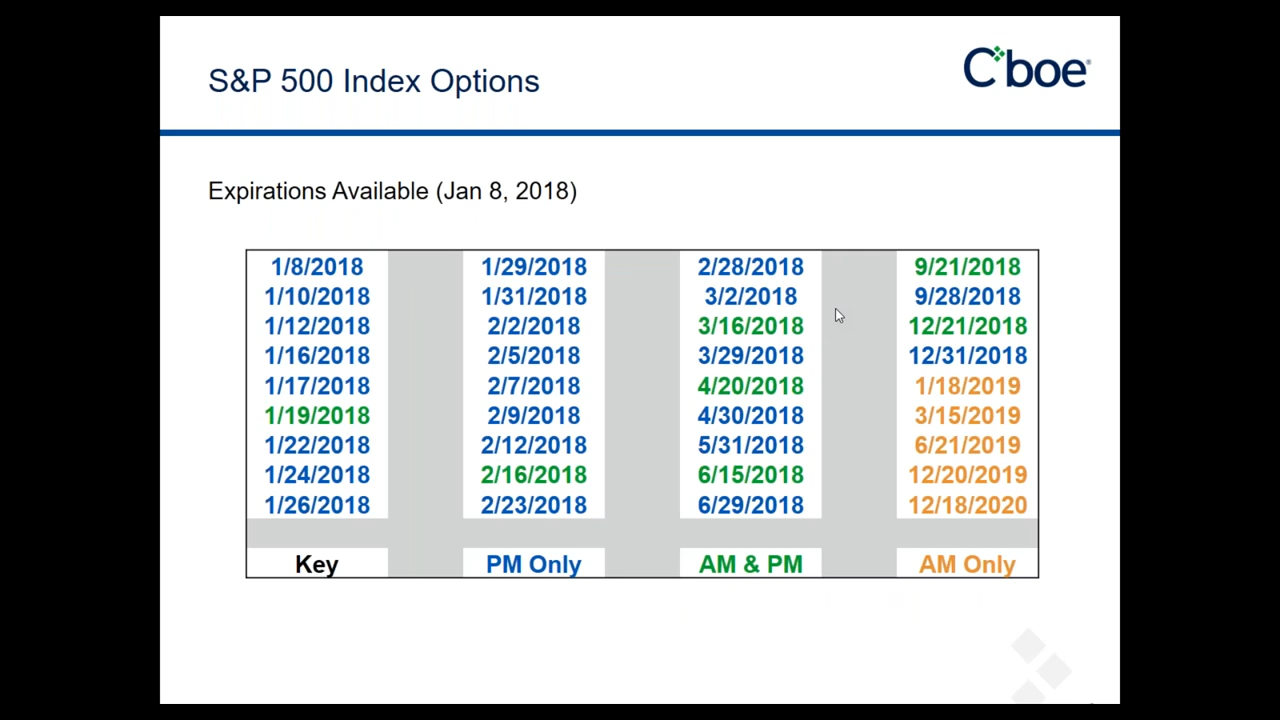 S&P 500 Index Options
Cboe®
Expirations Available (Jan 8, 2018)
1/8/2018 1/29/2018 2/28/2018 9/21/2018
1/10/2018 1/31/2018 3/2/2018 9/28/2018
1/12/2018 2/2/2018 3/16/2018 12/21/2018
1/16/2018 2/5/2018 3/29/2018 12/31/2018
1/17/2018 2/7/2018 4/20/2018 1/18/2019
1/19/2018 2/9/2018 4/30/2018 3/15/2019
1/22/2018 2/12/2018 5/31/2018 6/21/2019
1/24/2018 2/16/2018 6/15/2018 12/20/2019
1/26/2018 2/23/2018 6/29/2018 12/18/2020
Key PM Only AM & PM AM Only